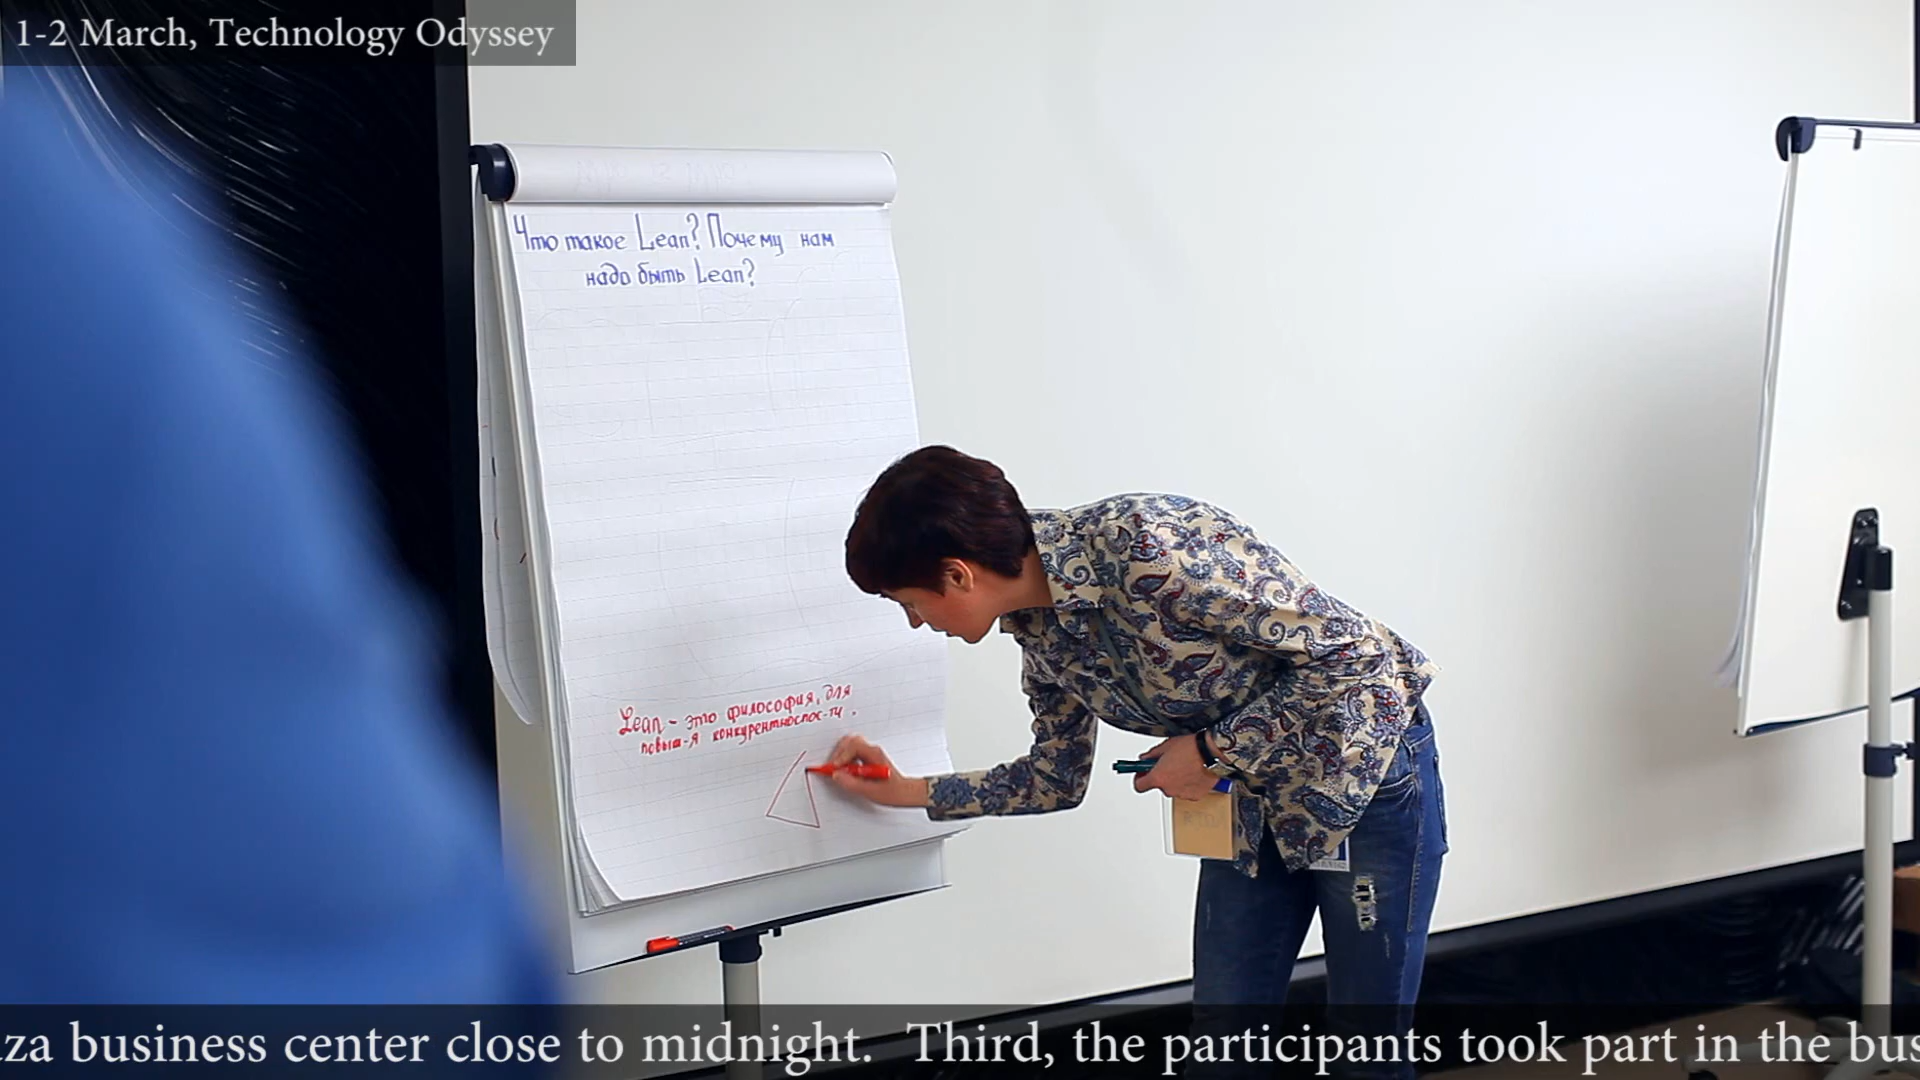 1-2 March, Technology Odyssey
Что такое Lean? Почему нам
надо быть Lean?
Lean - это философия, для
повыш-я конкурентноспос-ти.
za business center close to midnight. Third, the participants took part in the bus